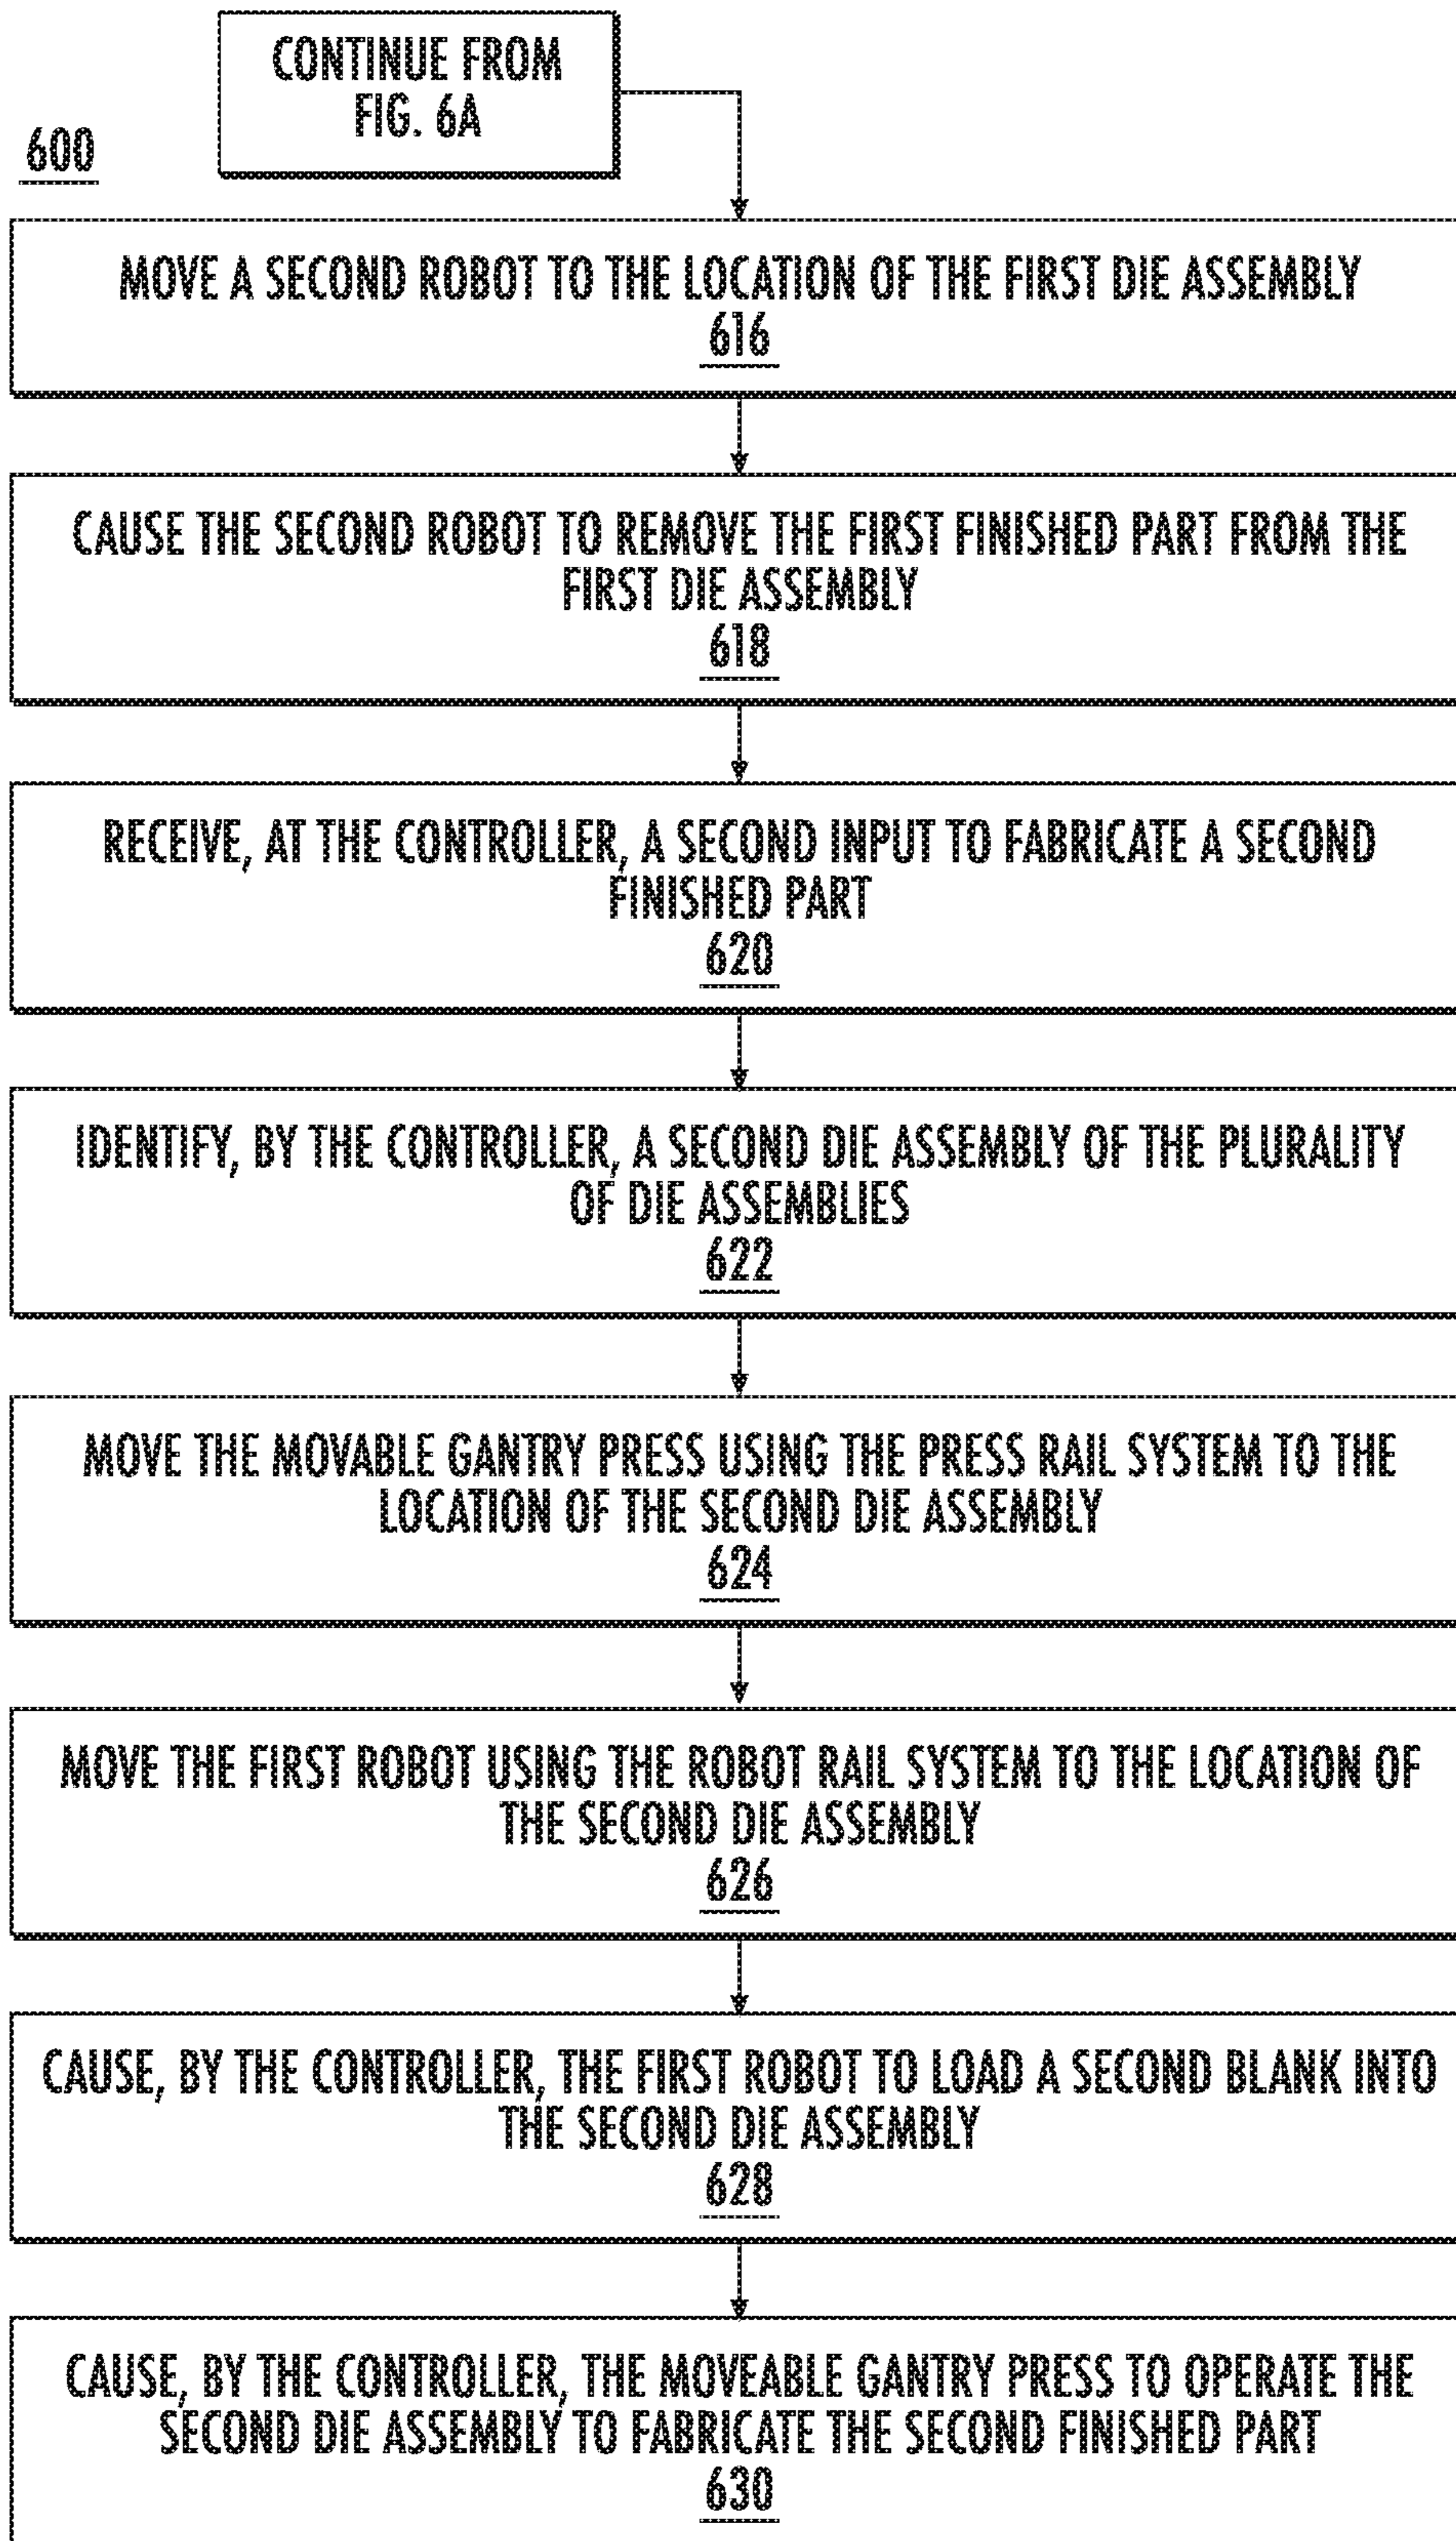 CONTINUE FROM
FIG. 6A
600
MOVE A SECOND ROBOT TO THE LOCATION OF THE FIRST DIE ASSEMBLY
616
CAUSE THE SECOND ROBOT TO REMOVE THE FIRST FINISHED PART FROM THE
FIRST DIE ASSEMBLY
618
RECEIVE, AT THE CONTROLLER, A SECOND INPUT TO FABRICATE A SECOND
FINISHED PART
620
IDENTIFY, BY THE CONTROLLER, A SECOND DIE ASSEMBLY OF THE PLURALITY
OF DIE ASSEMBLIES
622
MOVE THE MOVABLE GANTRY PRESS USING THE PRESS RAIL SYSTEM TO THE
LOCATION OF THE SECOND DIE ASSEMBLY
624
MOVE THE FIRST ROBOT USING THE ROBOT RAIL SYSTEM TO THE LOCATION OF
THE SECOND DIE ASSEMBLY
626
CAUSE, BY THE CONTROLLER, THE FIRST ROBOT TO LOAD A SECOND BLANK INTO
THE SECOND DIE ASSEMBLY
628
CAUSE, BY THE CONTROLLER, THE MOVEABLE GANTRY PRESS TO OPERATE THE
SECOND DIE ASSEMBLY TO FABRICATE THE SECOND FINISHED PART
630